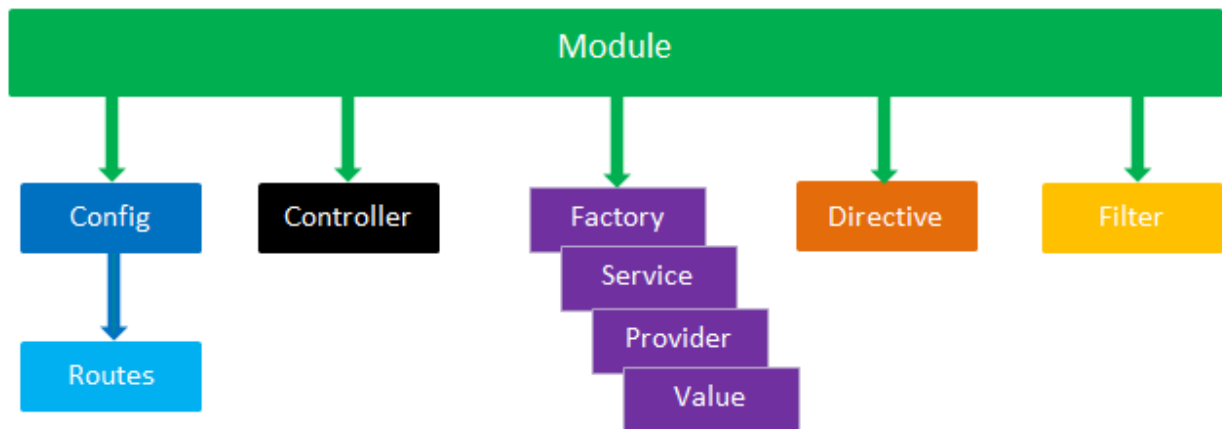 Module
Config
Controller
Factory
Directive
Filter
Service
Provider
Routes
Value